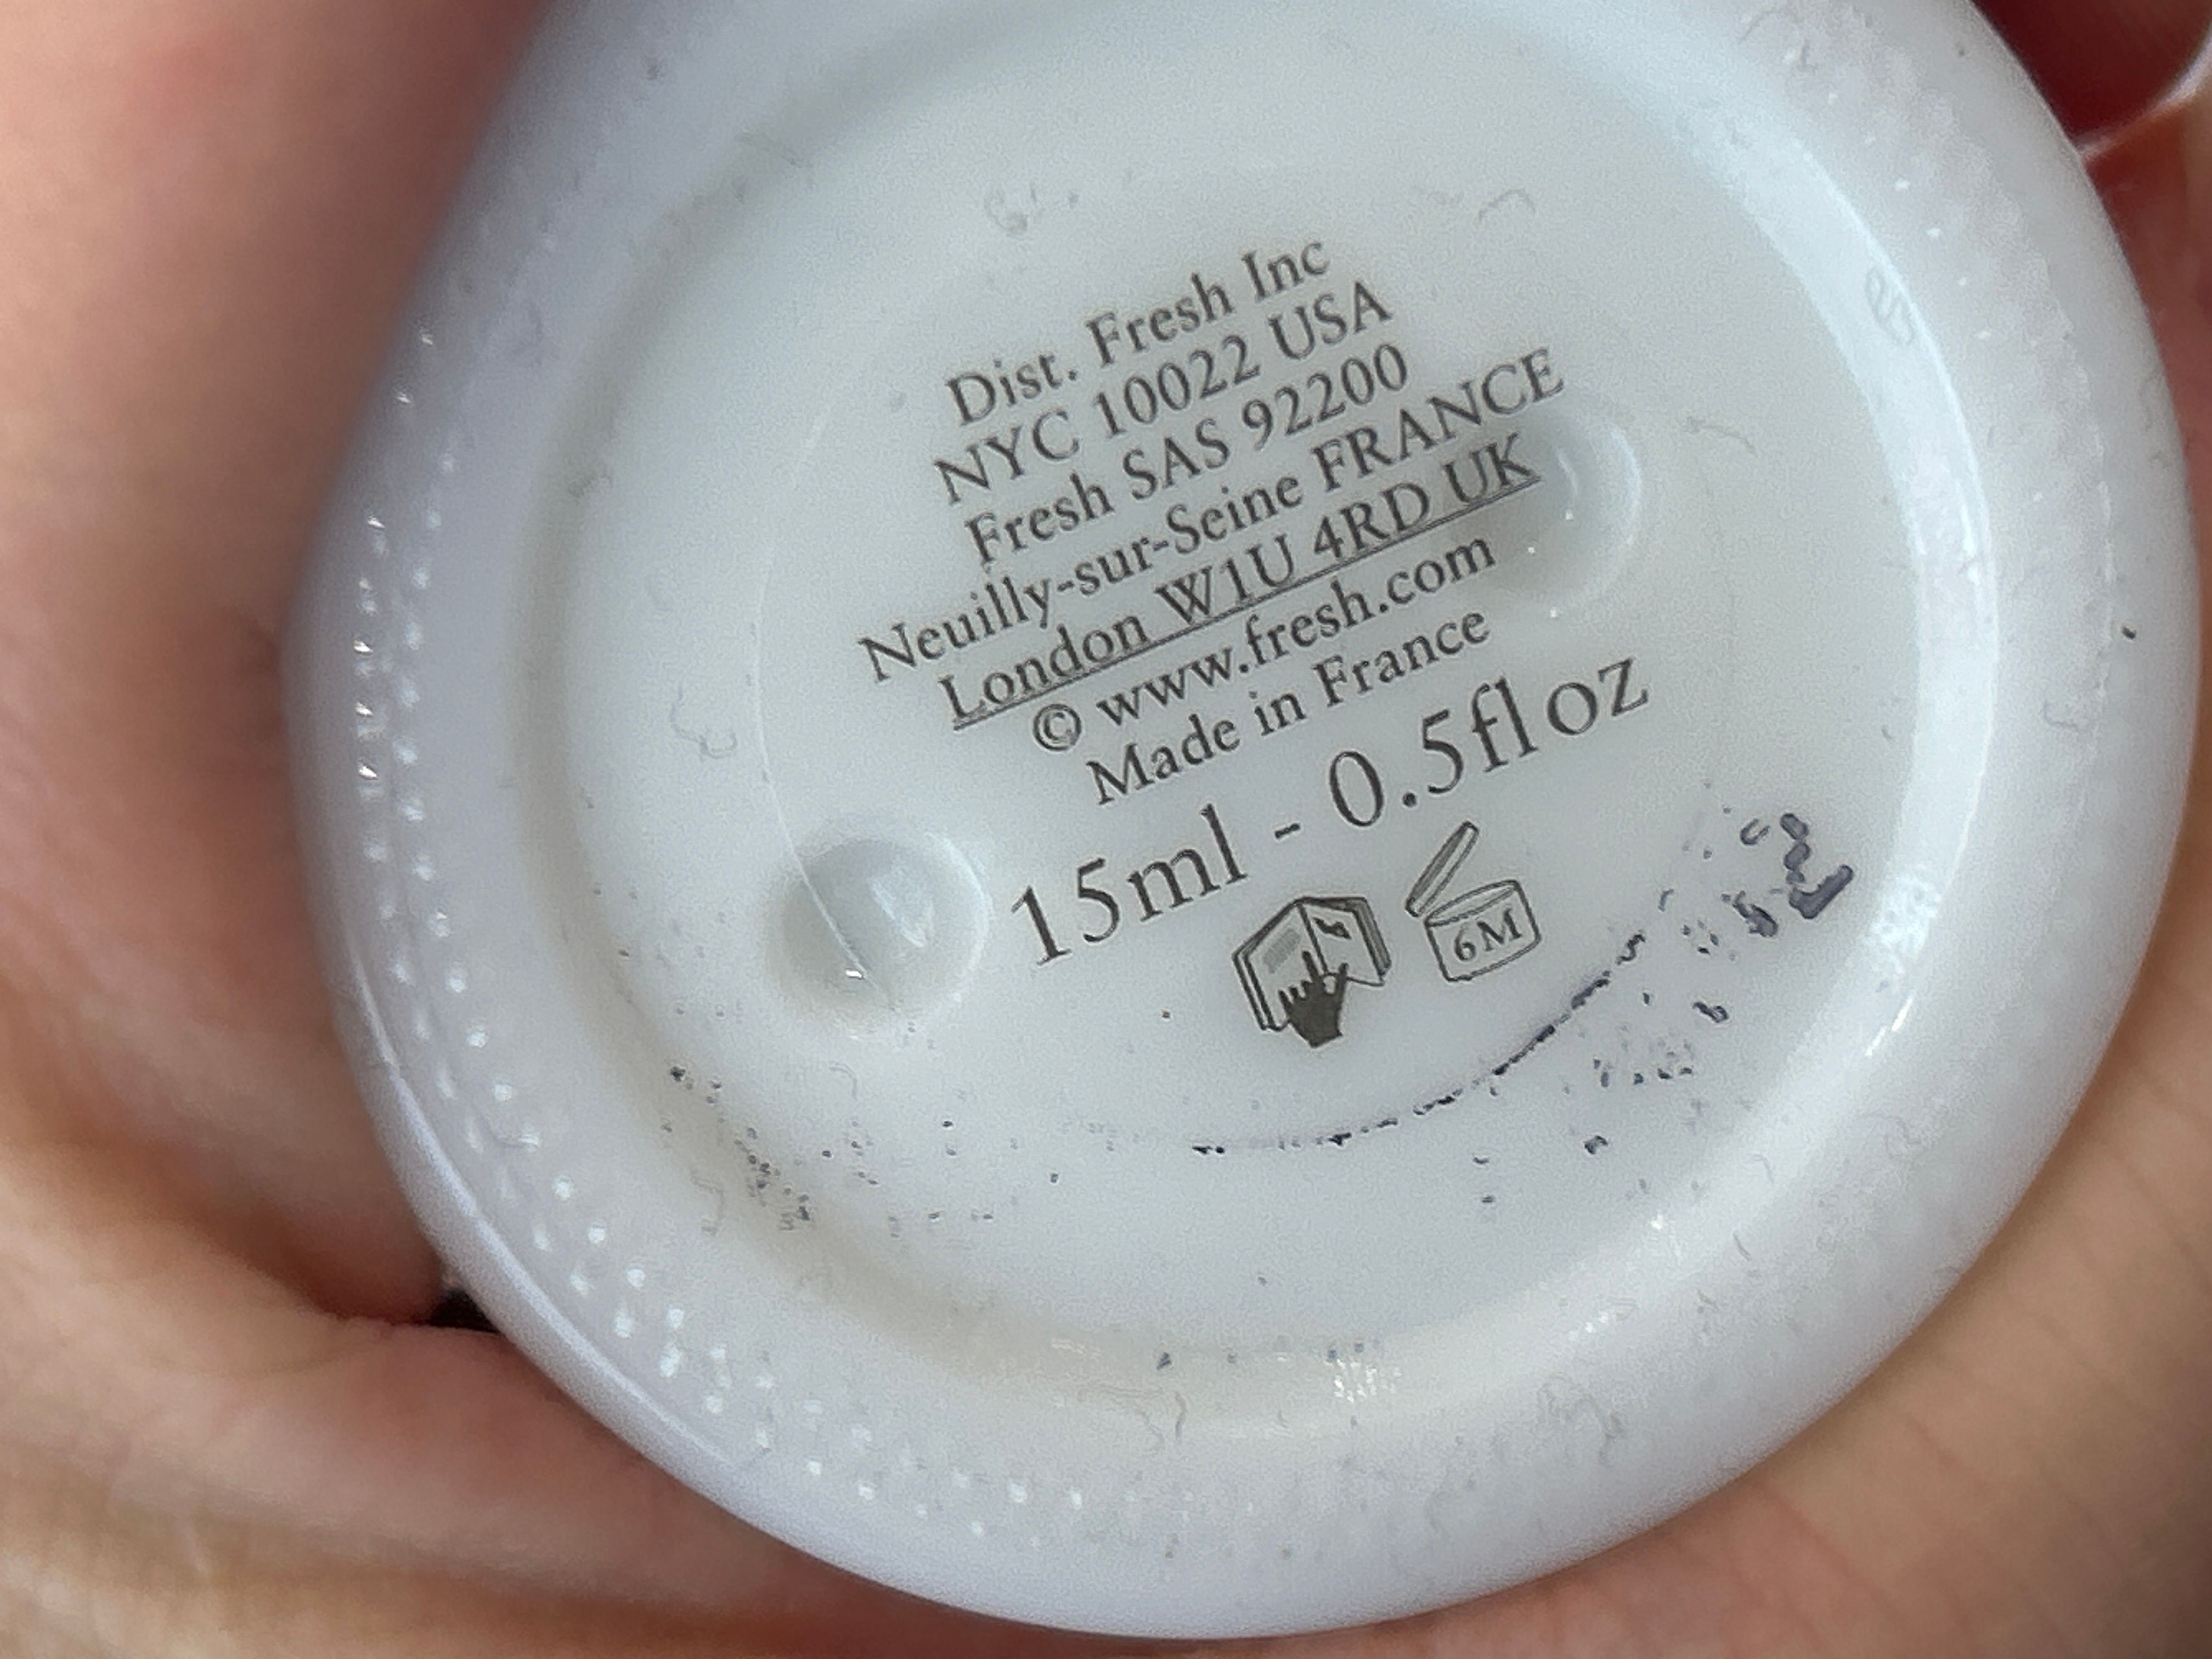 Dist. Fresh Inc
NYC 10022 USA
Fresh SAS 92200
Neuilly-sur-Seine FRANCE
London W1U 4RD UK
© www.fresh.com
Made in France
15ml - 0.5fl oz
6M